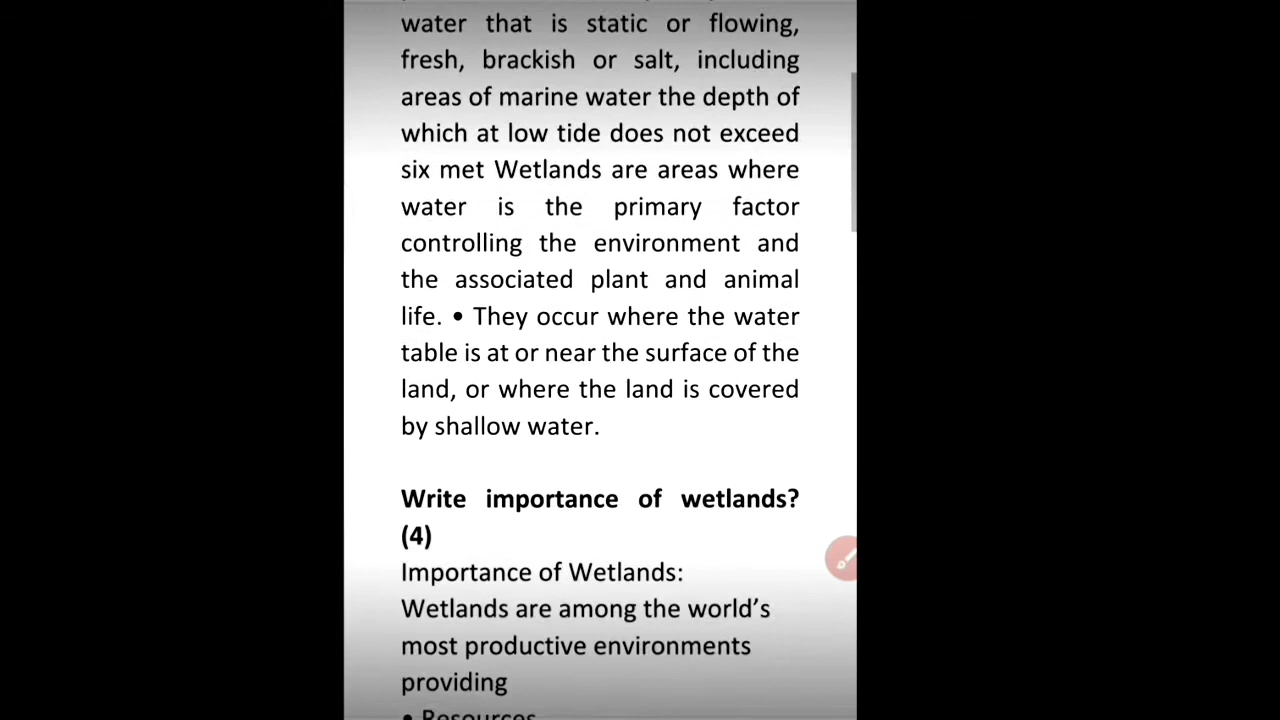 water that is static or flowing,
fresh, brackish or salt, including
areas of marine water the depth of
which at low tide does not exceed
six met Wetlands are areas where
water is the primary factor
controlling the environment and
the associated plant and animal
life. • They occur where the water
table is at or near the surface of the
land, or where the land is covered
by shallow water.
Write importance of wetlands?
(4)
Importance of Wetlands:
Wetlands are among the world’s
most productive environments
providing
• Resources